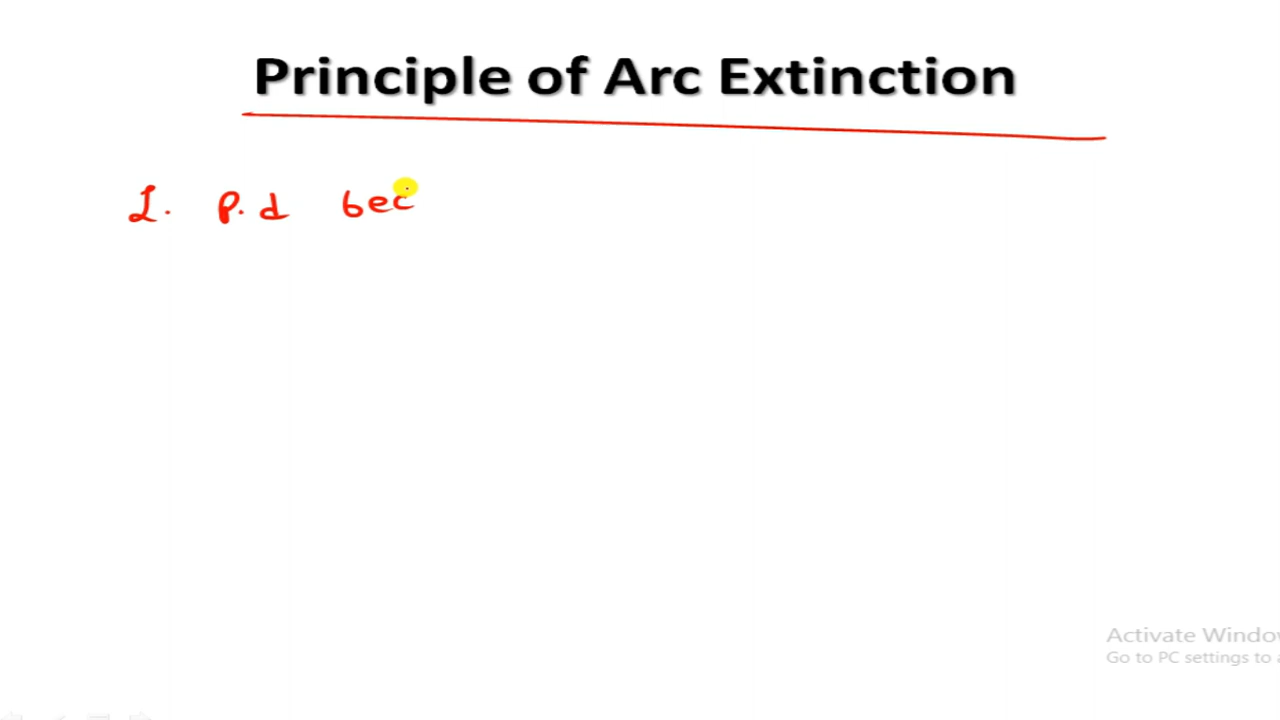 Principle of Arc Extinction
1. P.d bec
Activate Windo
Go to PC settings to a